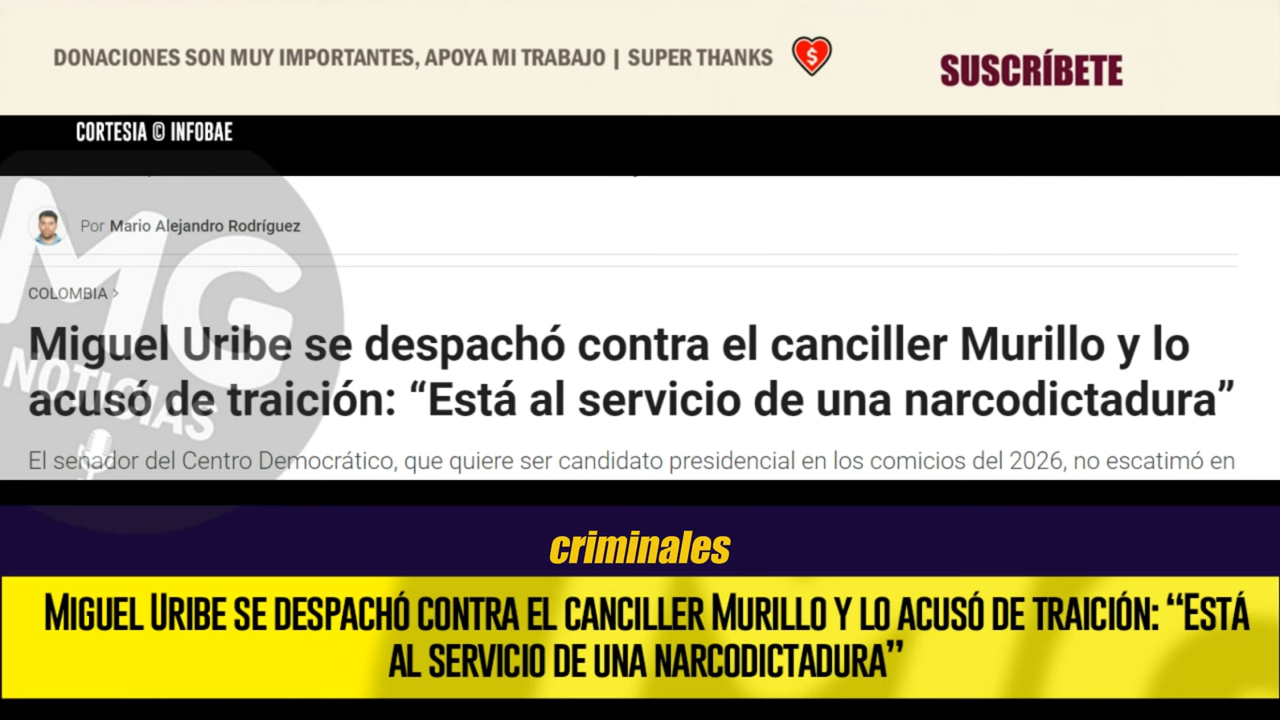 DONACIONES SON MUY IMPORTANTES, APOYA MI TRABAJO | SUPER THANKS
SUSCRÍBETE
CORTESIA © INFOBAE
Por Mario Alejandro Rodríguez
COLOMBIA >
Miguel Uribe se despachó contra el canciller Murillo y lo
acusó de traición: “Está al servicio de una narcodictadura”
El senador del Centro Democrático, que quiere ser candidato presidencial en los comicios del 2026, no escatimó en
MG
NOTICIAS
criminales
MIGUEL URIBE SE DESPACHÓ CONTRA EL CANCILLER MURILLO Y LO ACUSÓ DE TRAICIÓN: “ESTÁ
AL SERVICIO DE UNA NARCODICTADURA”